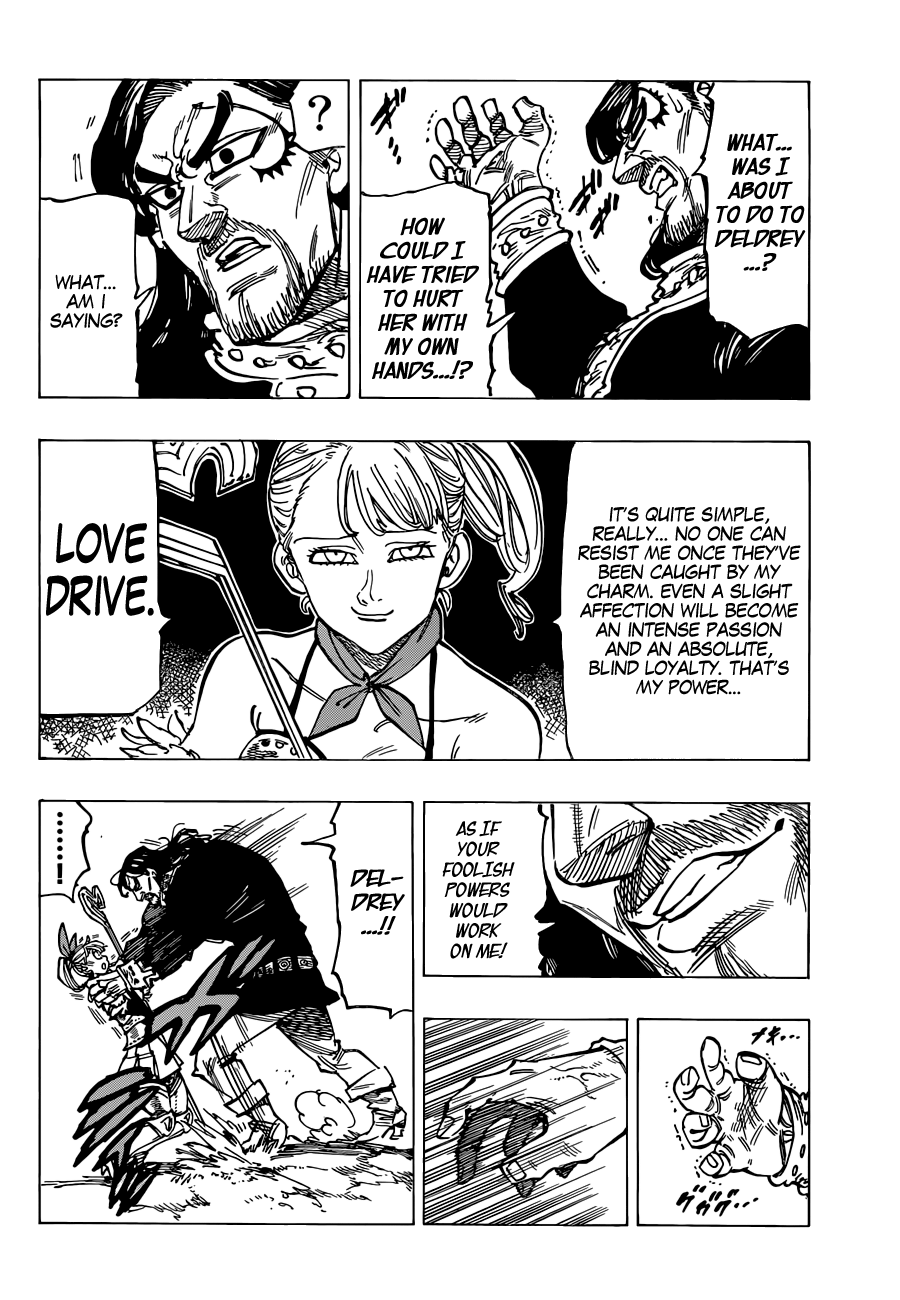 WHAT...
WAS I
ABOUT
TO DO TO
DELDREY
...?
HOW
COULD I
HAVE TRIED
TO HURT
HER WITH
MY OWN
HANDS...!?
?
WHAT...
AM I
SAYING?
IT'S QUITE SIMPLE,
REALLY... NO ONE CAN
RESIST ME ONCE THEY'VE
BEEN CAUGHT BY MY
CHARM. EVEN A SLIGHT
AFFECTION WILL BECOME
AN INTENSE PASSION
AND AN ABSOLUTE,
BLIND LOYALTY. THAT'S
MY POWER...
LOVE
DRIVE.
AS IF
YOUR
FOOLISH
POWERS
WOULD
WORK
ON ME!
グググ...
DEL-
DREY
...!!
......!